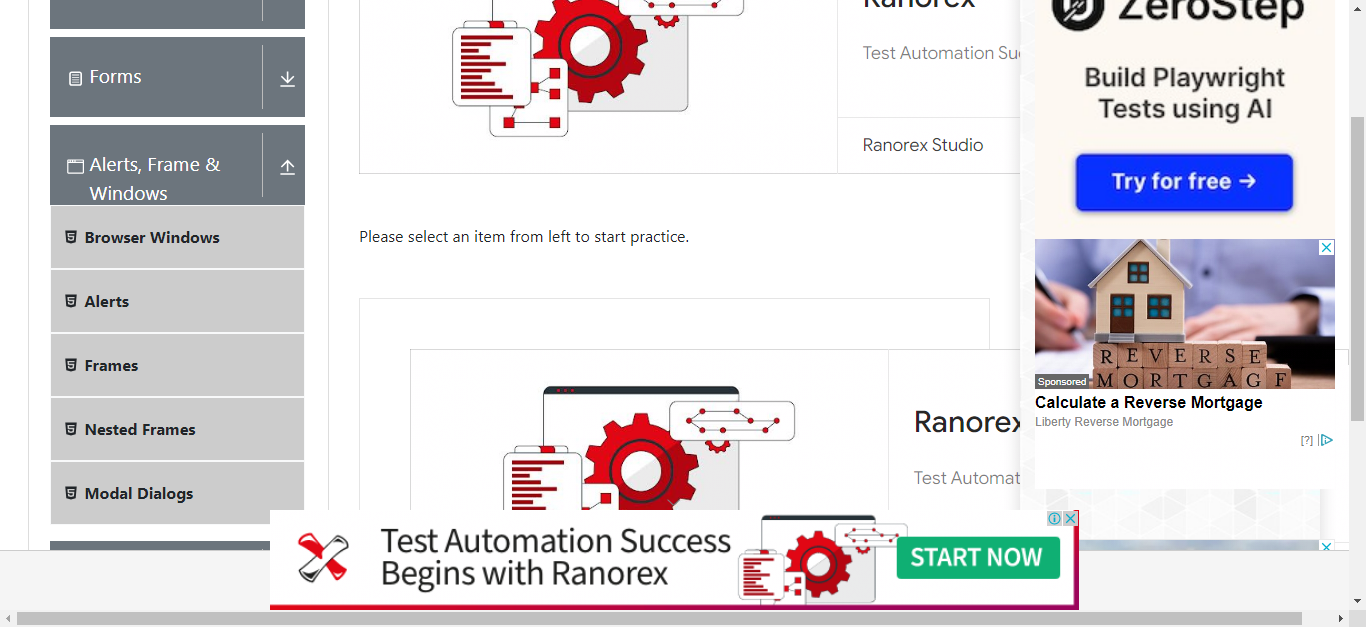 Forms
Alerts, Frame &
Windows
Browser Windows
Alerts
Frames
Nested Frames
Modal Dialogs
Ranorex
Test Automation Su
Ranorex Studio
Please select an item from left to start practice.
Ranorex
Test Automat
ZeroStep
Build Playwright
Tests using AI
Try for free →
REVERSE
MORTGAGE
Sponsored
Calculate a Reverse Mortgage
Liberty Reverse Mortgage
[?]
Test Automation Success
Begins with Ranorex
START NOW